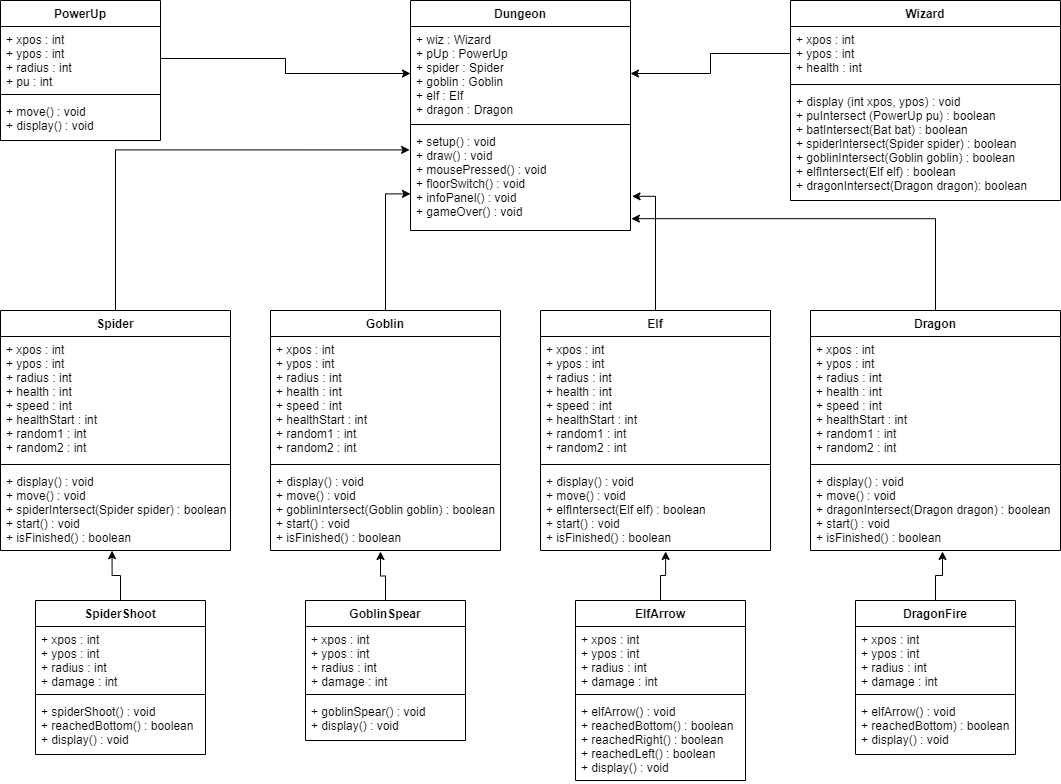 PowerUp
+ xpos : int
+ ypos : int
+ radius : int
+ pu : int
+ move() : void
+ display() : void
Dungeon
+ wiz : Wizard
+ pUp : PowerUp
+ spider : Spider
+ goblin : Goblin
+ elf : Elf
+ dragon : Dragon
+ setup() : void
+ draw() : void
+ mousePressed() : void
+ floorSwitch() : void
+ infoPanel() : void
+ gameOver() : void
Wizard
+ xpos : int
+ ypos : int
+ health : int
+ display (int xpos, ypos) : void
+ puIntersect (PowerUp pu) : boolean
+ batIntersect(Bat bat) : boolean
+ spiderIntersect(Spider spider) : boolean
+ goblinIntersect(Goblin goblin) : boolean
+ elfIntersect(Elf elf) : boolean
+ dragonIntersect(Dragon dragon): boolean
Spider
+ xpos : int
+ ypos : int
+ radius : int
+ health : int
+ speed : int
+ healthStart : int
+ random1 : int
+ random2 : int
+ display() : void
+ move() : void
+ spiderIntersect(Spider spider) : boolean
+ start() : void
+ isFinished() : boolean
Goblin
+ xpos : int
+ ypos : int
+ radius : int
+ health : int
+ speed : int
+ healthStart : int
+ random1 : int
+ random2 : int
+ display() : void
+ move() : void
+ goblinIntersect(Goblin goblin) : boolean
+ start() : void
+ isFinished() : boolean
Elf
+ xpos : int
+ ypos : int
+ radius : int
+ health : int
+ speed : int
+ healthStart : int
+ random1 : int
+ random2 : int
+ display() : void
+ move() : void
+ elfIntersect(Elf elf) : boolean
+ start() : void
+ isFinished() : boolean
Dragon
+ xpos : int
+ ypos : int
+ radius : int
+ health : int
+ speed : int
+ healthStart : int
+ random1 : int
+ random2 : int
+ display() : void
+ move() : void
+ dragonIntersect(Dragon dragon) : boolean
+ start() : void
+ isFinished() : boolean
SpiderShoot
+ xpos : int
+ ypos : int
+ radius : int
+ damage : int
+ spiderShoot() : void
+ reachedBottom() : boolean
+ display() : void
GoblinSpear
+ xpos : int
+ ypos : int
+ radius : int
+ damage : int
+ goblinSpear() : void
+ display() : void
ElfArrow
+ xpos : int
+ ypos : int
+ radius : int
+ damage : int
+ elfArrow() : void
+ reachedBottom() : boolean
+ reachedRight() : boolean
+ reachedLeft() : boolean
+ display() : void
DragonFire
+ xpos : int
+ ypos : int
+ radius : int
+ damage : int
+ elfArrow() : void
+ reachedBottom) : boolean
+ display() : void